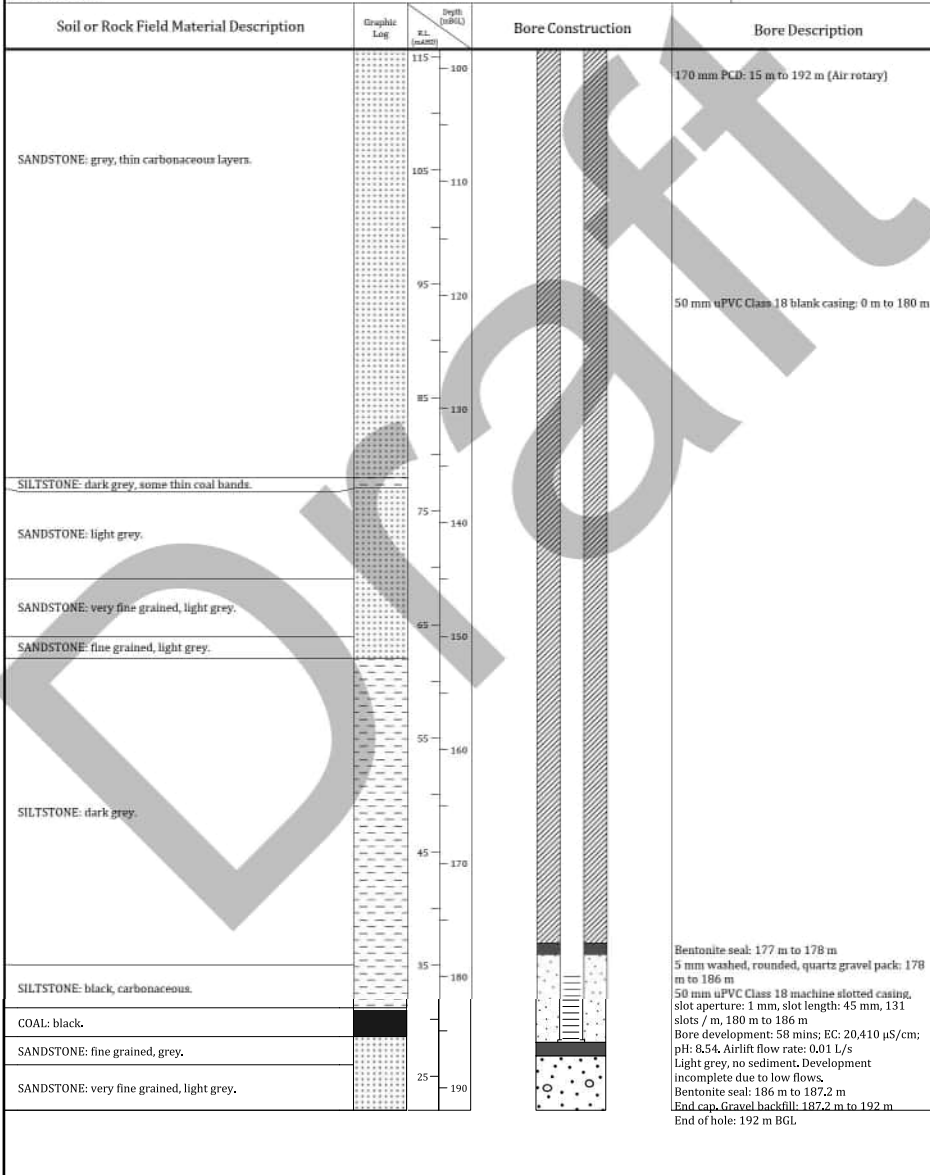 Soil or Rock Field Material Description
Graphic
Log
R.L.
(mAHD)
Depth
(mBGL)
Bore Construction
Bore Description
115
100
170 mm PCD: 15 m to 192 m (Air rotary)
SANDSTONE: grey, thin carbonaceous layers.
105
110
95
120
50 mm uPVC Class 18 blank casing: 0 m to 180 m
85
130
SILTSTONE: dark grey, some thin coal bands.
75
140
SANDSTONE: light grey.
SANDSTONE: very fine grained, light grey.
65
150
SANDSTONE: fine grained, light grey.
55
160
SILTSTONE: dark grey.
45
170
35
180
SILTSTONE: black, carbonaceous.
COAL: black.
SANDSTONE: fine grained, grey.
25
190
SANDSTONE: very fine grained, light grey.
Bentonite seal: 177 m to 178 m
5 mm washed, rounded, quartz gravel pack: 178
m to 186 m
50 mm uPVC Class 18 machine slotted casing,
slot aperture: 1 mm, slot length: 45 mm, 131
slots / m, 180 m to 186 m
Bore development: 58 mins; EC: 20,410 µS/cm;
pH: 8.54. Airlift flow rate: 0.01 L/s
Light grey, no sediment. Development
incomplete due to low flows.
Bentonite seal: 186 m to 187.2 m
End cap. Gravel backfill: 187.2 m to 192 m
End of hole: 192 m BGL
Draft